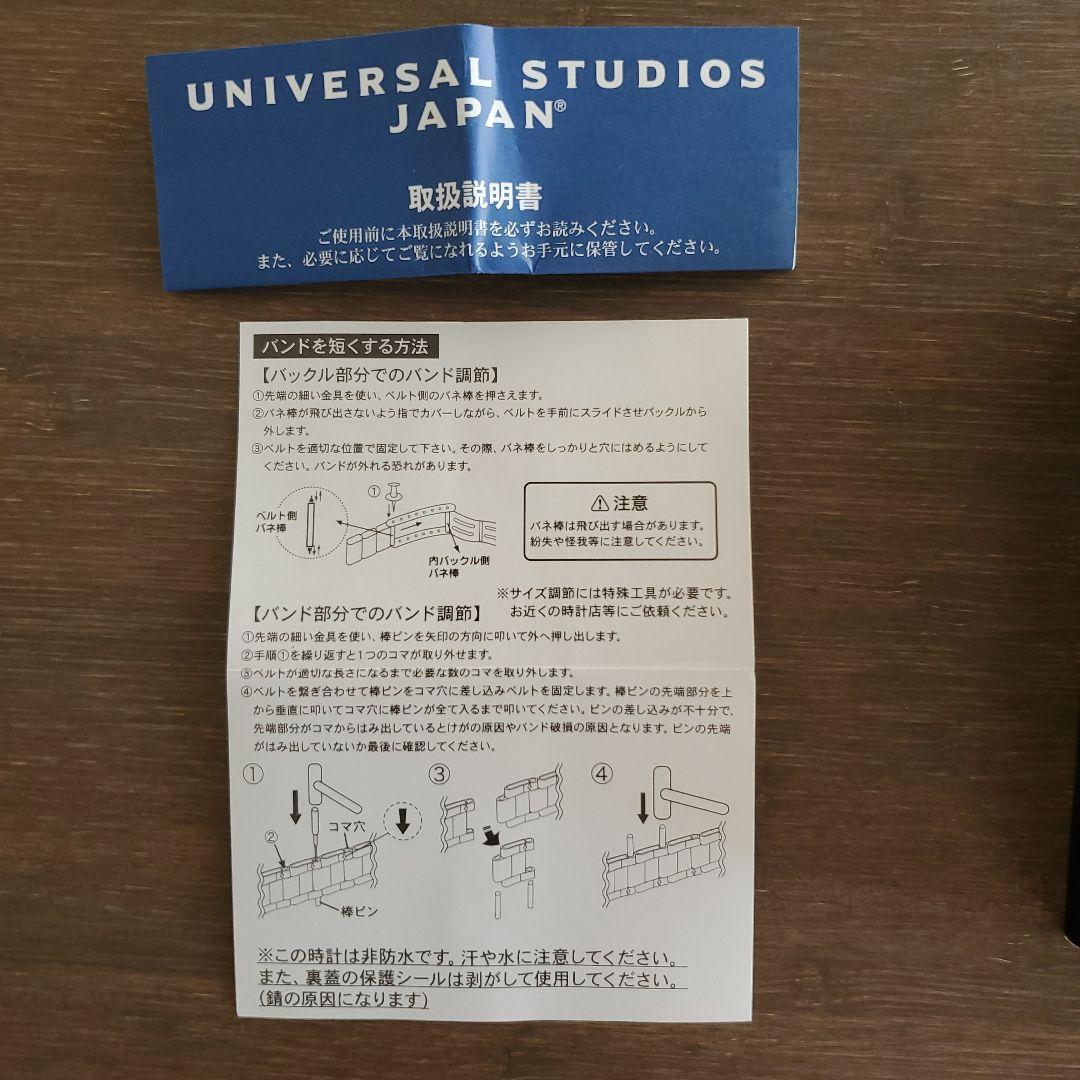 UNIVERSAL STUDIOS
JAPAN®
取扱説明書
ご使用前に本取扱説明書を必ずお読みください。
また、必要に応じてご覧になれるようお手元に保管してください。
バンドを短くする方法
【バックル部分でのバンド調節】
①先端の細い金具を使い、ベルト側のバネ棒を押さえます。
②バネ棒が飛び出さないよう指でカバーしながら、ベルトを手前にスライドさせバックルから
外します。
③ベルトを適切な位置で固定して下さい。その際、バネ棒をしっかりと穴にはめるようにして
ください。バンドが外れる恐れがあります。
①
ベルト側
バネ棒
内バックル側
バネ棒
⚠注意
バネ棒は飛び出す場合があります。
紛失や怪我等に注意してください。
※サイズ調節には特殊工具が必要です。
お近くの時計店等にご依頼ください。
【バンド部分でのバンド調節】
①先端の細い金具を使い、棒ピンを矢印の方向に叩いて外へ押し出します。
②手順①を繰り返すと1つのコマが取り外せます。
③ベルトが適切な長さになるまで必要な数のコマを取り外します。
④ベルトを繋ぎ合わせて棒ピンをコマ穴に差し込みベルトを固定します。棒ピンの先端部分を上
から垂直に叩いてコマ穴に棒ピンが全て入るまで叩いてください。ピンの差し込みが不十分で、
先端部分がコマからはみ出しているとけがの原因やバンド破損の原因となります。ピンの先端
がはみ出していないか最後に確認してください。
①
②
コマ穴
棒ピン
③
④
※この時計は非防水です。汗や水に注意してください。
また、裏蓋の保護シールは剥がして使用してください。
(錆の原因になります)